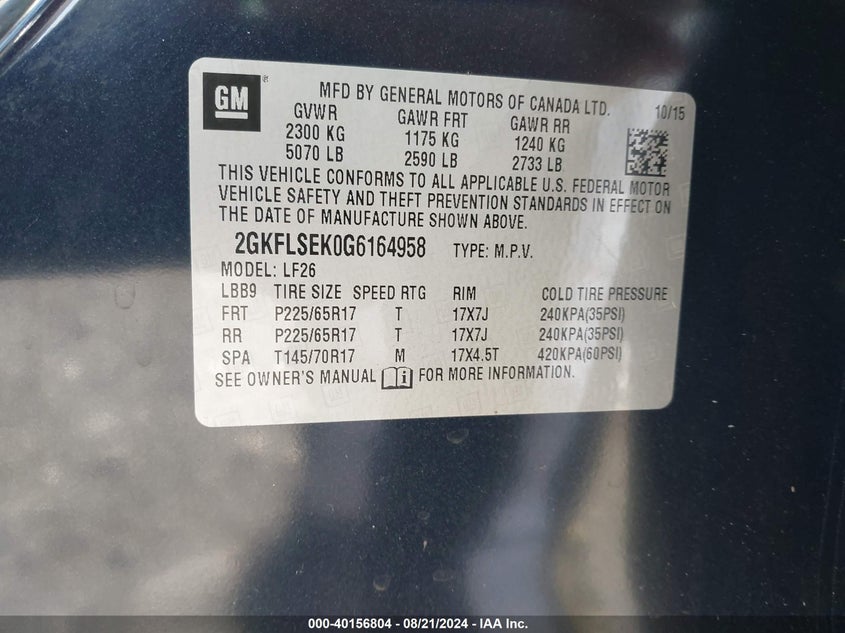 GM ®
MFD BY GENERAL MOTORS OF CANADA LTD. 10/15
GVWR GAWR FRT GAWR RR
2300 KG 1175 KG 1240 KG
5070 LB 2590 LB 2733 LB
THIS VEHICLE CONFORMS TO ALL APPLICABLE U.S. FEDERAL MOTOR
VEHICLE SAFETY AND THEFT PREVENTION STANDARDS IN EFFECT ON
THE DATE OF MANUFACTURE SHOWN ABOVE.
2GKFLSEK0G6164958 TYPE: M.P.V.
MODEL: LF26
LBB9 TIRE SIZE SPEED RTG RIM COLD TIRE PRESSURE
FRT P225/65R17 T 17X7J 240KPA(35PSI)
RR P225/65R17 T 17X7J 240KPA(35PSI)
SPA T145/70R17 M 17X4.5T 420KPA(60PSI)
SEE OWNER'S MANUAL FOR MORE INFORMATION.
000-40156804 - 08/21/2024 - IAA Inc.